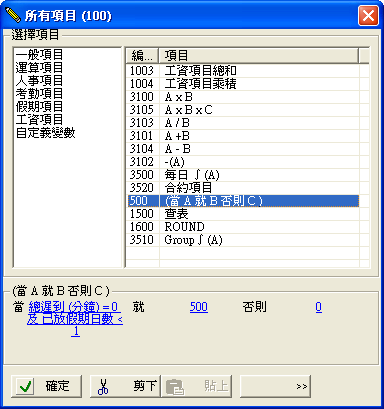 所有項目 (100)
選擇項目
一般項目
運算項目
人事項目
考勤項目
假期項目
工資項目
自定義變數
編... 項目
1003 工資項目總和
1004 工資項目乘積
3100 A x B
3105 A x B x C
3103 A / B
3101 A +B
3104 A - B
3102 -(A)
3500 每日 ∫ (A)
3520 合約項目
500 (當 A 就 B 否則 C )
1500 查表
1600 ROUND
3510 Group ∫ (A)
(當 A 就 B 否則 C )
當 總遲到 (分鐘) = 0 就 500 否則 0
及 已放假期日數 <
1
確定 剪下 貼上 >>